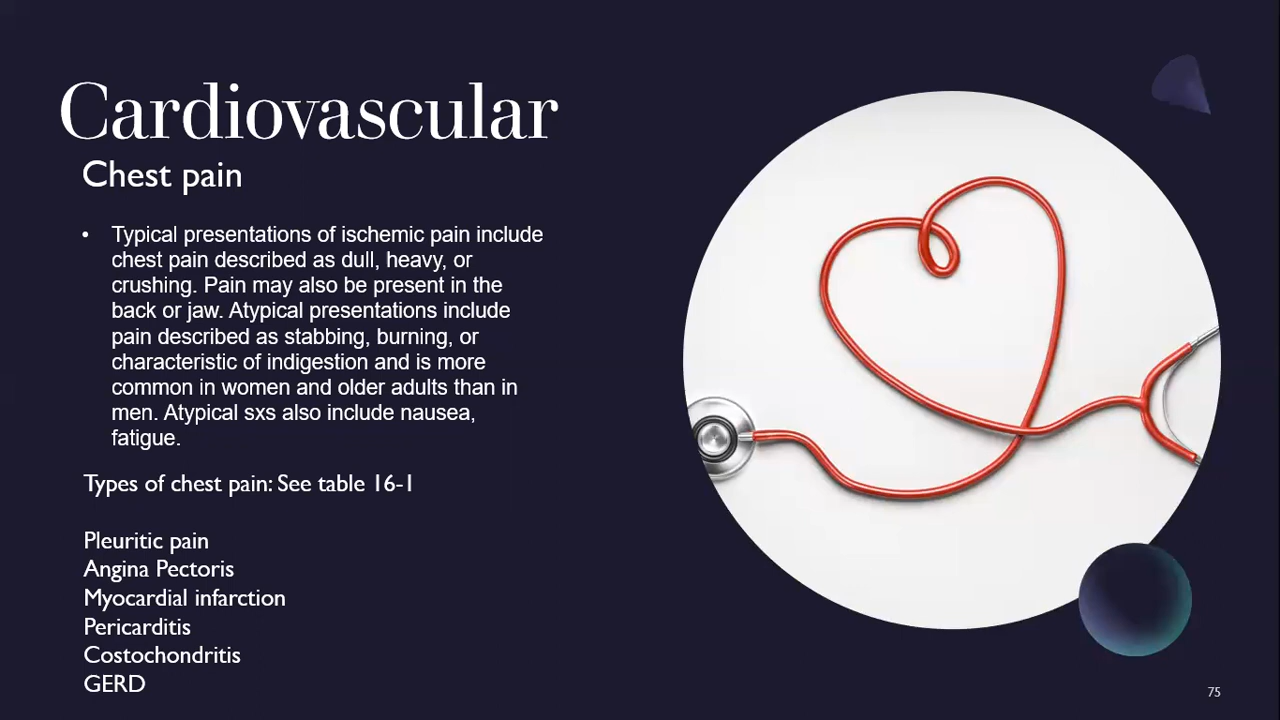 Cardiovascular
Chest pain
• Typical presentations of ischemic pain include
chest pain described as dull, heavy, or
crushing. Pain may also be present in the
back or jaw. Atypical presentations include
pain described as stabbing, burning, or
characteristic of indigestion and is more
common in women and older adults than in
men. Atypical sxs also include nausea,
fatigue.
Types of chest pain: See table 16-1
Pleuritic pain
Angina Pectoris
Myocardial infarction
Pericarditis
Costochondritis
GERD
75